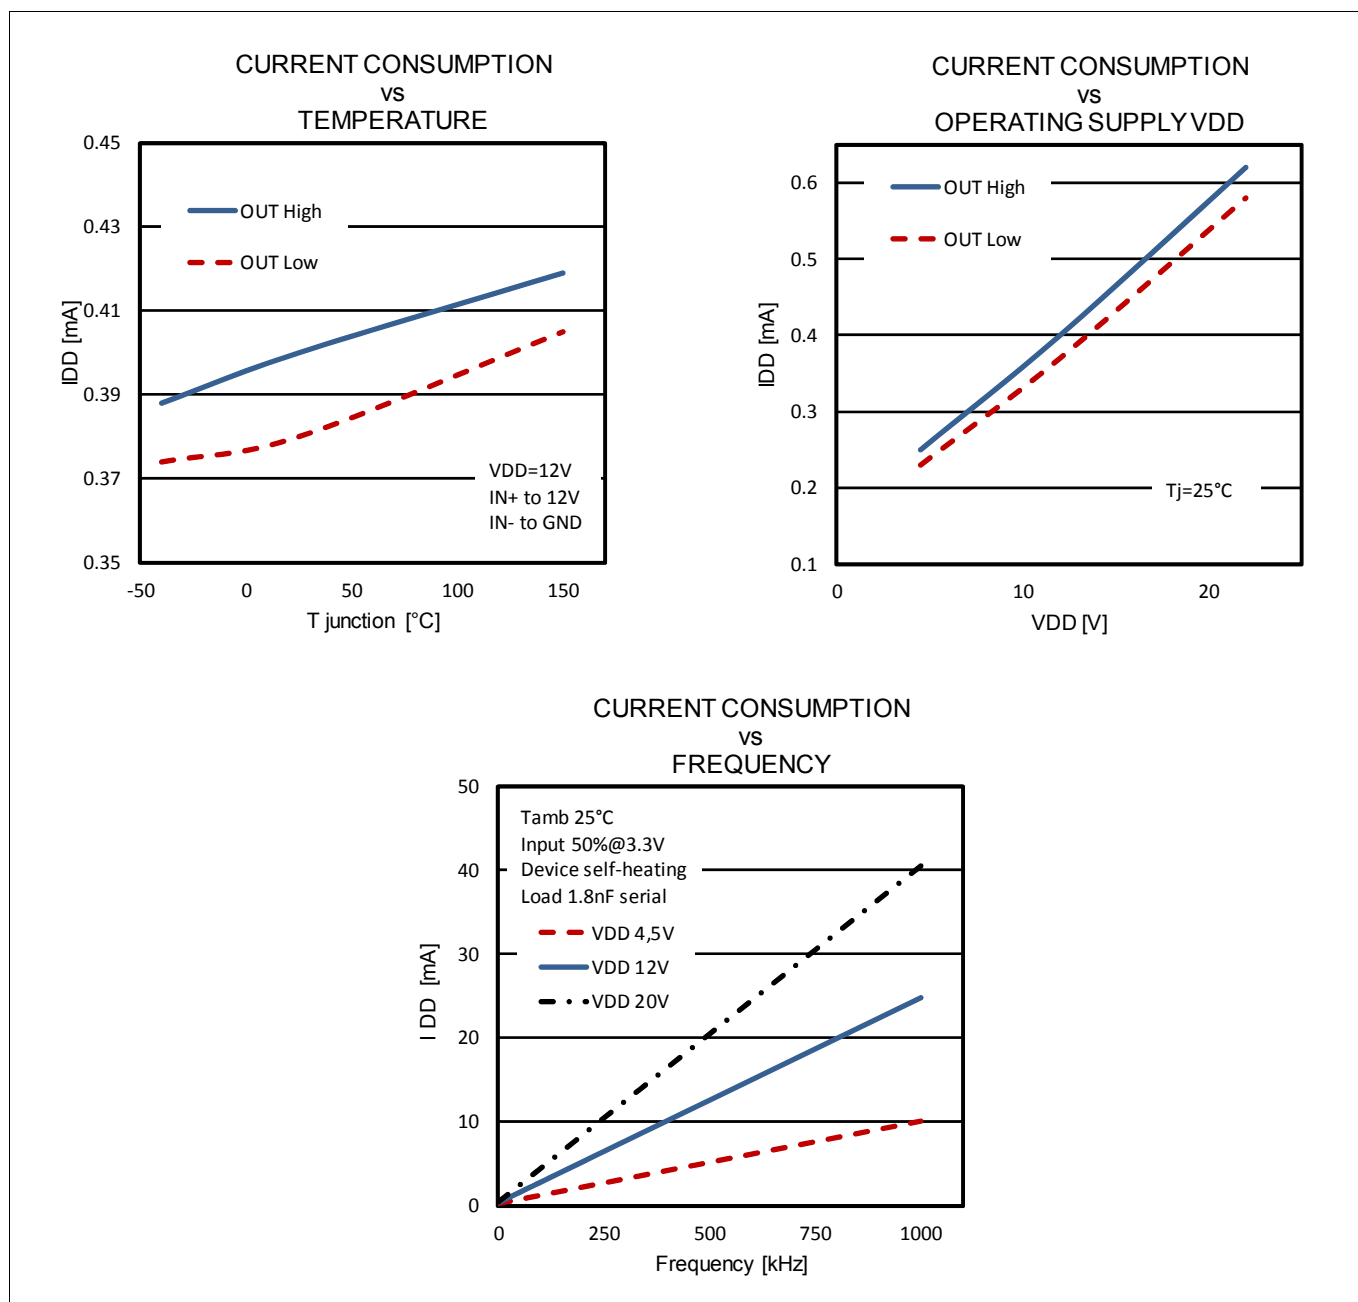 CURRENT CONSUMPTION
vs
TEMPERATURE
0.45
0.43
0.41
0.39
0.37
0.35
IDD [mA]
OUT High
OUT Low
VDD=12V
IN+ to 12V
IN- to GND
-50 0 50 100 150
T junction [°C]
CURRENT CONSUMPTION
vs
OPERATING SUPPLY VDD
0.6
0.5
0.4
0.3
0.2
0.1
IDD [mA]
OUT High
OUT Low
Tj=25°C
0 10 20
VDD [V]
CURRENT CONSUMPTION
vs
FREQUENCY
50
40
30
20
10
0
I DD [mA]
Tamb 25°C
Input 50%@3.3V
Device self-heating
Load 1.8nF serial
VDD 4,5V
VDD 12V
VDD 20V
0 250 500 750 1000
Frequency [kHz]